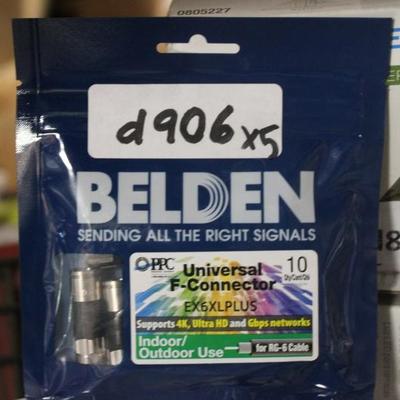 0805227
d906 x5
BELDEN
SENDING ALL THE RIGHT SIGNALS
PPC
Universal
F-Connector
10
EX6XLPLUS
Supports 4K, Ultra HD and Gbps networks
Indoor/
Outdoor Use
for RG-6 Cable